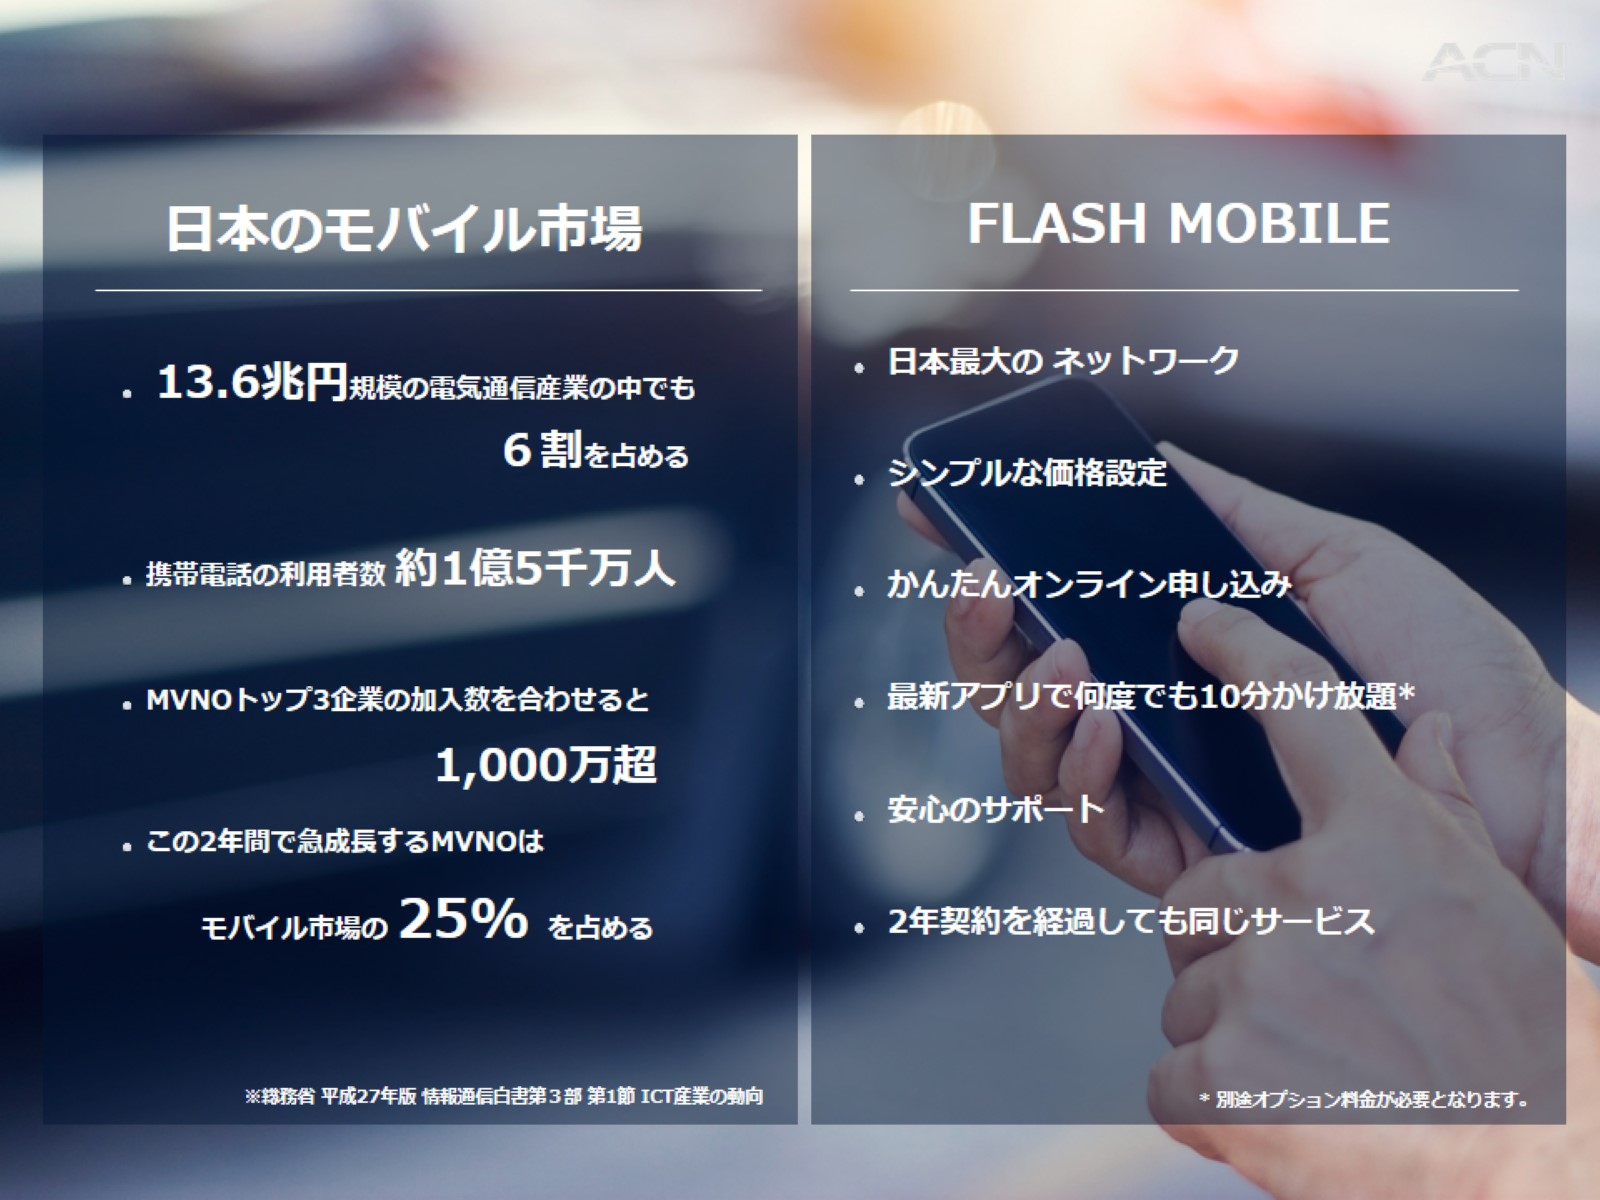 ACN
日本のモバイル市場
• 13.6兆円規模の電気通信産業の中でも
６割を占める
• 携帯電話の利用者数 約1億5千万人
• MVNOトップ3企業の加入数を合わせると
1,000万超
• この2年間で急成長するMVNOは
モバイル市場の 25% を占める
※総務省 平成27年版 情報通信白書第３部 第1節 ICT産業の動向
FLASH MOBILE
• 日本最大の ネットワーク
• シンプルな価格設定
• かんたんオンライン申し込み
• 最新アプリで何度でも10分かけ放題*
• 安心のサポート
• 2年契約を経過しても同じサービス
* 別途オプション料金が必要となります。